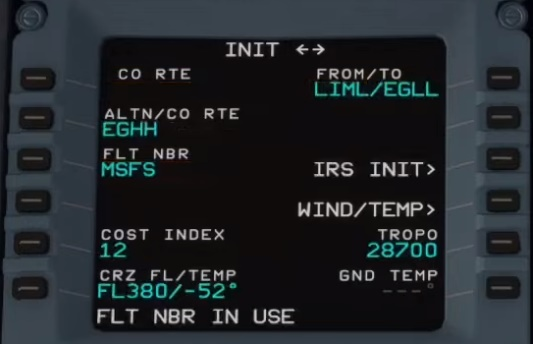 INIT ←→
CO RTE FROM/TO
LIML/EGLL
ALTN/CO RTE
EGHH
FLT NBR
MSFS IRS INIT>
WIND/TEMP>
COST INDEX TROPO
12 28700
CRZ FL/TEMP GND TEMP
FL380/-52° ---°
FLT NBR IN USE